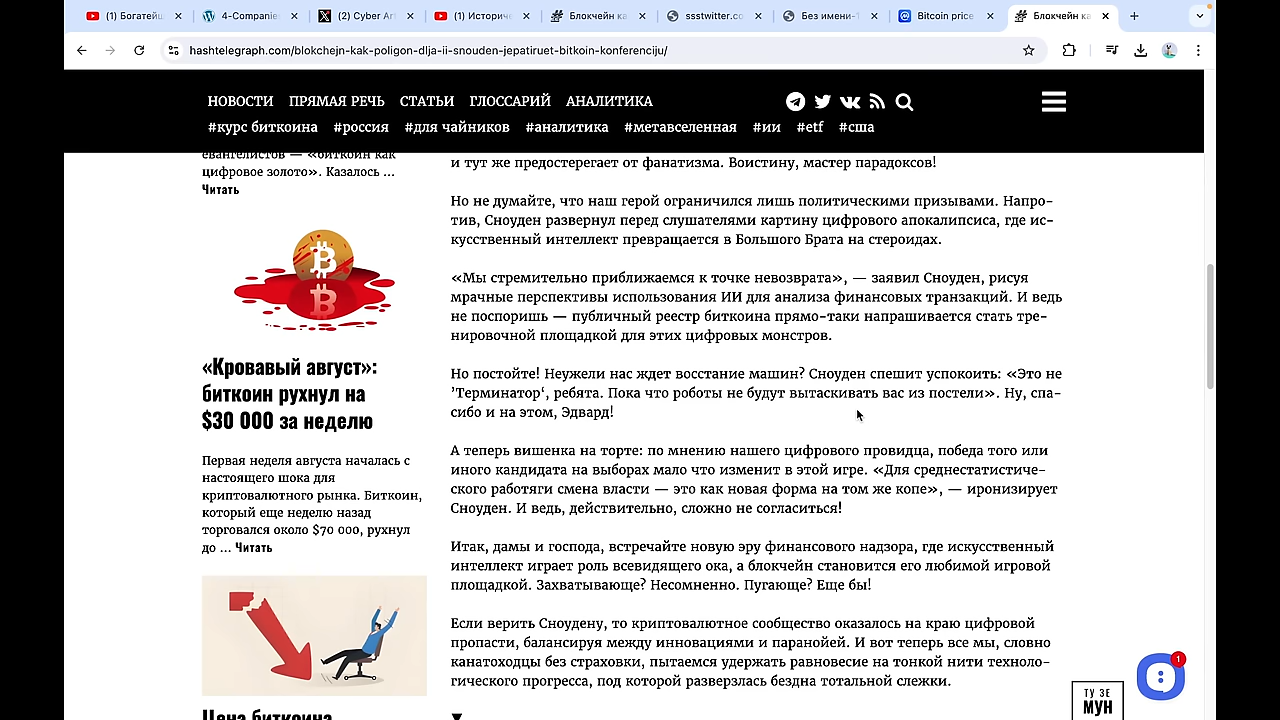 (1) Богатейш
4-Companie
(2) Cyber Art
(1) Историч
Блокчейн ка
ssstwitter.co
Без имени-
Bitcoin price
Блокчейн ка
hashtelegraph.com/blokchejn-kak-poligon-dlja-ii-snouden-jepatiruet-bitkoin-konferenciju/
НОВОСТИ ПРЯМАЯ РЕЧЬ СТАТЬИ ГЛОССАРИЙ АНАЛИТИКА
#курс биткоина #россия #для чайников #аналитика #метавселенная #ии #etf #сша
евангелистов — «биткоин как
цифровое золото». Казалось ...
Читать
«Кровавый август»:
биткоин рухнул на
$30 000 за неделю
Первая неделя августа началась с
настоящего шока для
криптовалютного рынка. Биткоин,
который еще неделю назад
торговался около $70 000, рухнул
до ... Читать
Цена биткоина
и тут же предостерегает от фанатизма. Воистину, мастер парадоксов!
Но не думайте, что наш герой ограничился лишь политическими призывами. Напро-
тив, Сноуден развернул перед слушателями картину цифрового апокалипсиса, где ис-
кусственный интеллект превращается в Большого Брата на стероидах.
«Мы стремительно приближаемся к точке невозврата», — заявил Сноуден, рисуя
мрачные перспективы использования ИИ для анализа финансовых транзакций. И ведь
не поспоришь — публичный реестр биткоина прямо-таки напрашивается стать тре-
нировочной площадкой для этих цифровых монстров.
Но постойте! Неужели нас ждет восстание машин? Сноуден спешит успокоить: «Это не
’Терминатор‘, ребята. Пока что роботы не будут вытаскивать вас из постели». Ну, спа-
сибо и на этом, Эдвард!
А теперь вишенка на торте: по мнению нашего цифрового провидца, победа того или
иного кандидата на выборах мало что изменит в этой игре. «Для среднестатистиче-
ского работяги смена власти — это как новая форма на том же копе», — иронизирует
Сноуден. И ведь, действительно, сложно не согласиться!
Итак, дамы и господа, встречайте новую эру финансового надзора, где искусственный
интеллект играет роль всевидящего ока, а блокчейн становится его любимой игровой
площадкой. Захватывающе? Несомненно. Пугающе? Еще бы!
Если верить Сноудену, то криптовалютное сообщество оказалось на краю цифровой
пропасти, балансируя между инновациями и паранойей. И вот теперь все мы, словно
канатоходцы без страховки, пытаемся удержать равновесие на тонкой нити техноло-
гического прогресса, под которой разверзлась бездна тотальной слежки.
1
ТУ ЗЕ
МУН